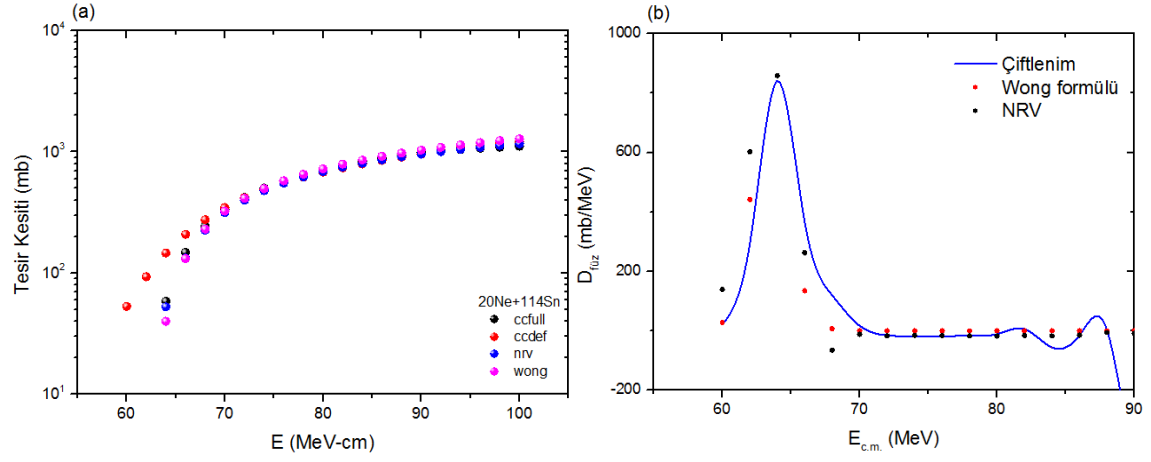 (a)
10^4
10^3
10^2
10^1
Tesir Kesiti (mb)
20Ne+114Sn
ccfull
ccdef
nrv
wong
60 70 80 90 100
E (MeV-cm)
(b)
1000
600
200
-200
D_füz (mb/MeV)
Çiftlenim
Wong formülü
NRV
60 70 80 90
E_c.m. (MeV)